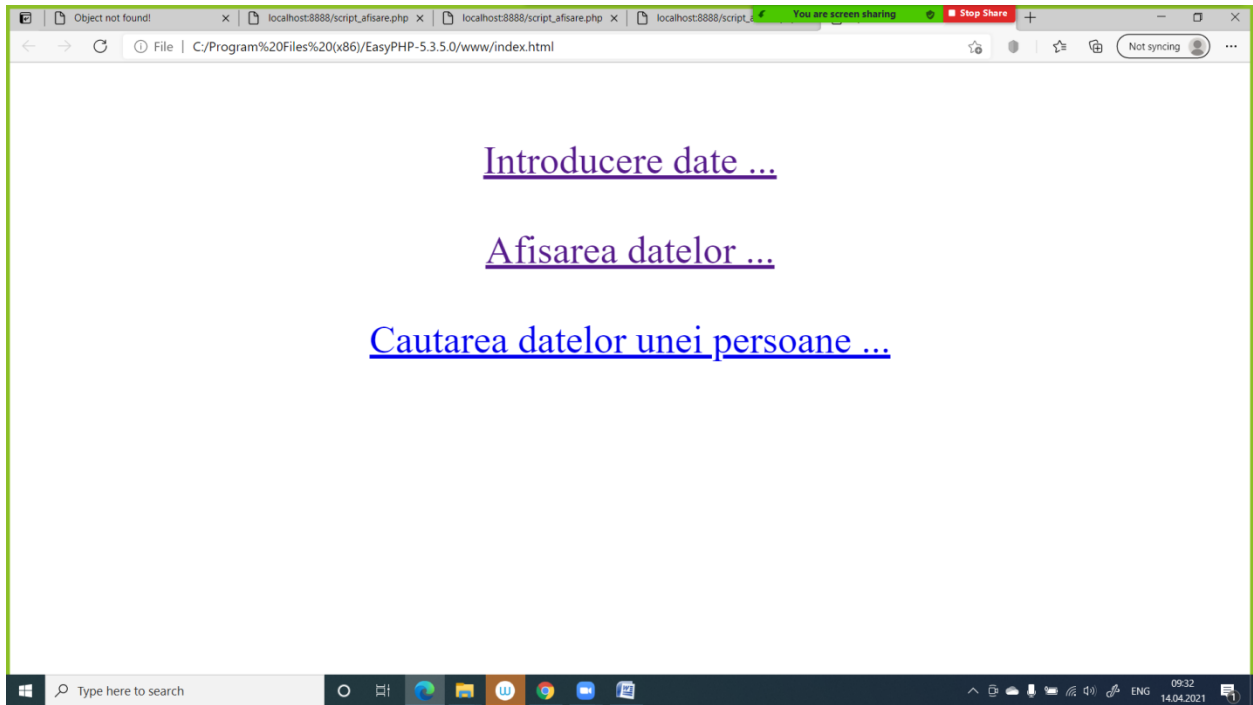 Object not found!
localhost:8888/script_afisare.php
localhost:8888/script_afisare.php
localhost:8888/script_a
You are screen sharing
Stop Share
File | C:/Program%20Files%20(x86)/EasyPHP-5.3.5.0/www/index.html
Not syncing
Introducere date ...
Afisarea datelor ...
Cautarea datelor unei persoane ...
Type here to search
ENG
09:32
14.04.2021